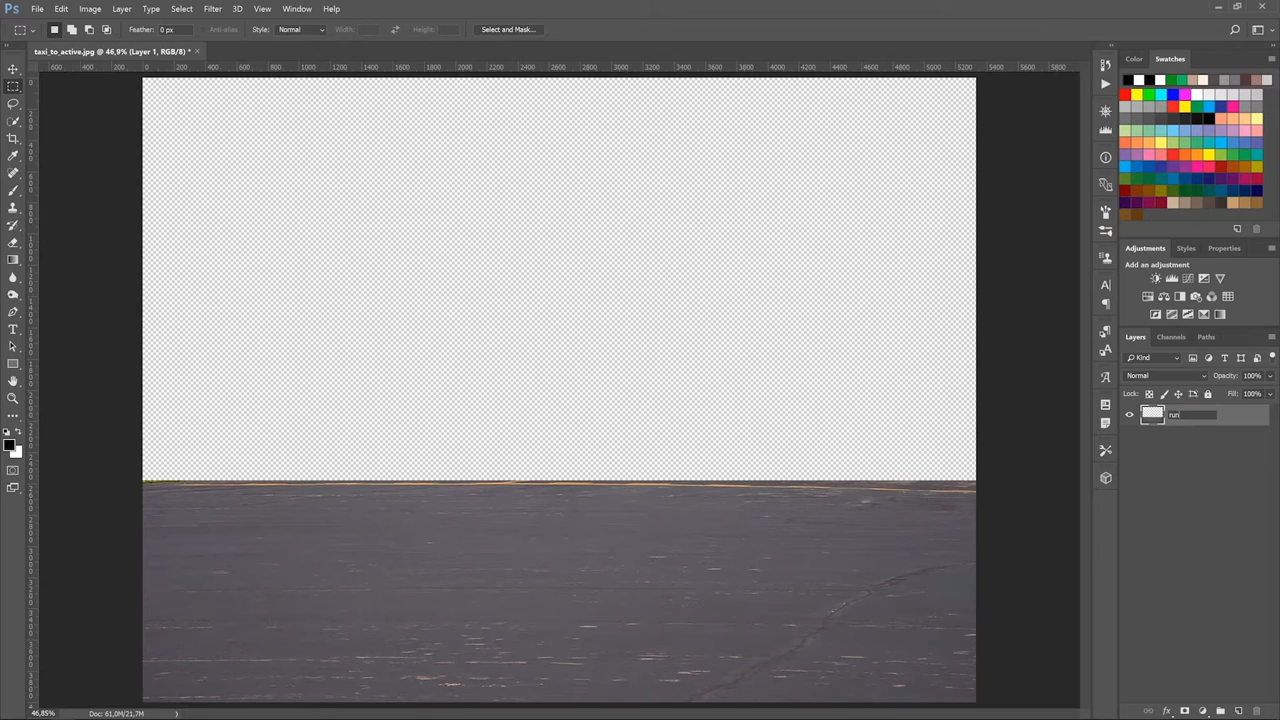 Ps File Edit Image Layer Type Select Filter 3D View Window Help
Feather: 0 px Anti-alias Style: Normal Width: Height: Select and Mask...
taxi_to_active.jpg @ 46,9% (Layer 1, RGB/8) * ×
600 400 200 0 200 400 600 800 1000 1200 1400 1600 1800 2000 2200 2400 2600 2800 3000 3200 3400 3600 3800 4000 4200 4400 4600 4800 5000 5200 5400 5600 5800
Color Swatches
Adjustments Styles Properties
Add an adjustment
Layers Channels Paths
Kind
Normal Opacity: 100%
Lock: Fill: 100%
run
46,85% Doc: 61,0M/21,7M